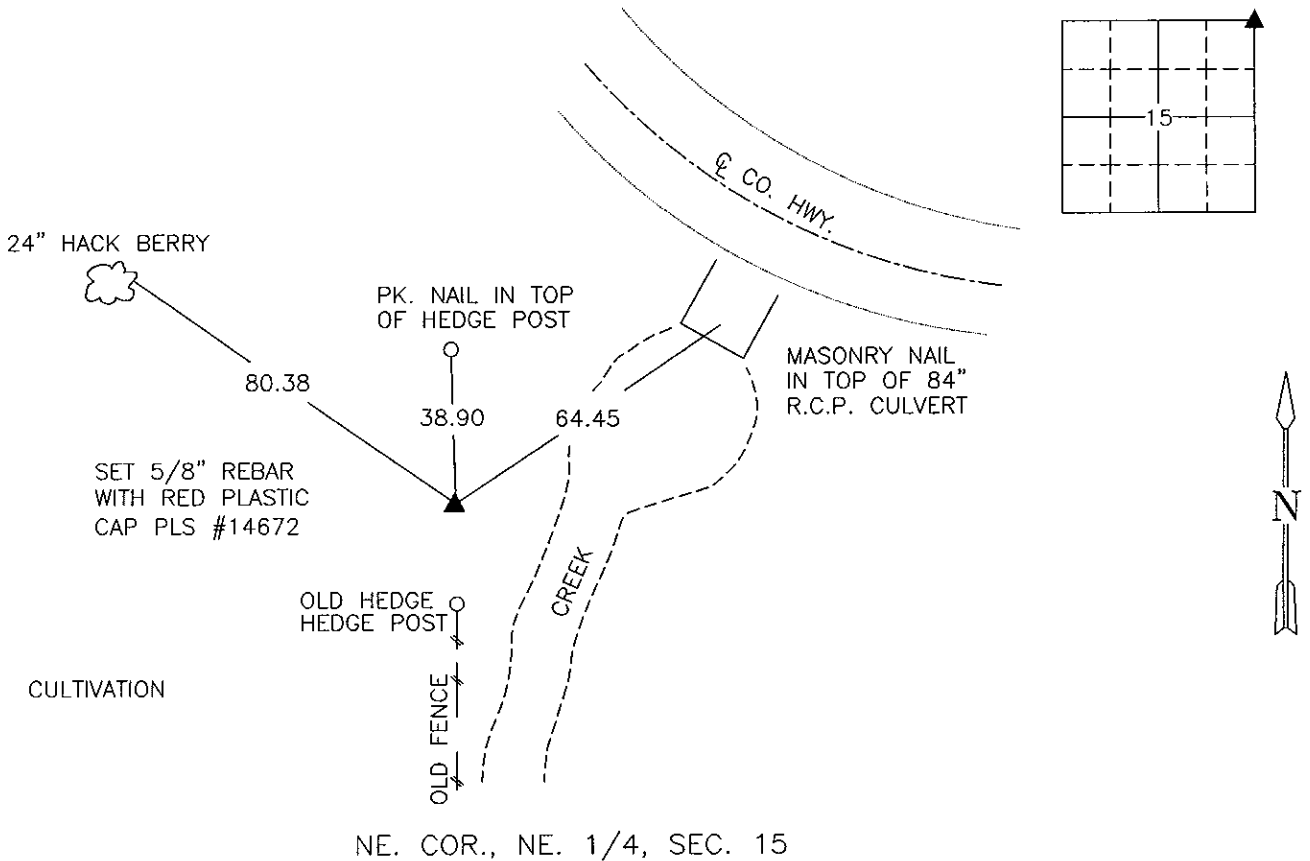 15
℄ CO. HWY.
24" HACK BERRY
PK. NAIL IN TOP
OF HEDGE POST
MASONRY NAIL
IN TOP OF 84"
R.C.P. CULVERT
80.38
38.90
64.45
SET 5/8" REBAR
WITH RED PLASTIC
CAP PLS #14672
N
CREEK
OLD HEDGE
HEDGE POST
CULTIVATION
OLD FENCE
NE. COR., NE. 1/4, SEC. 15